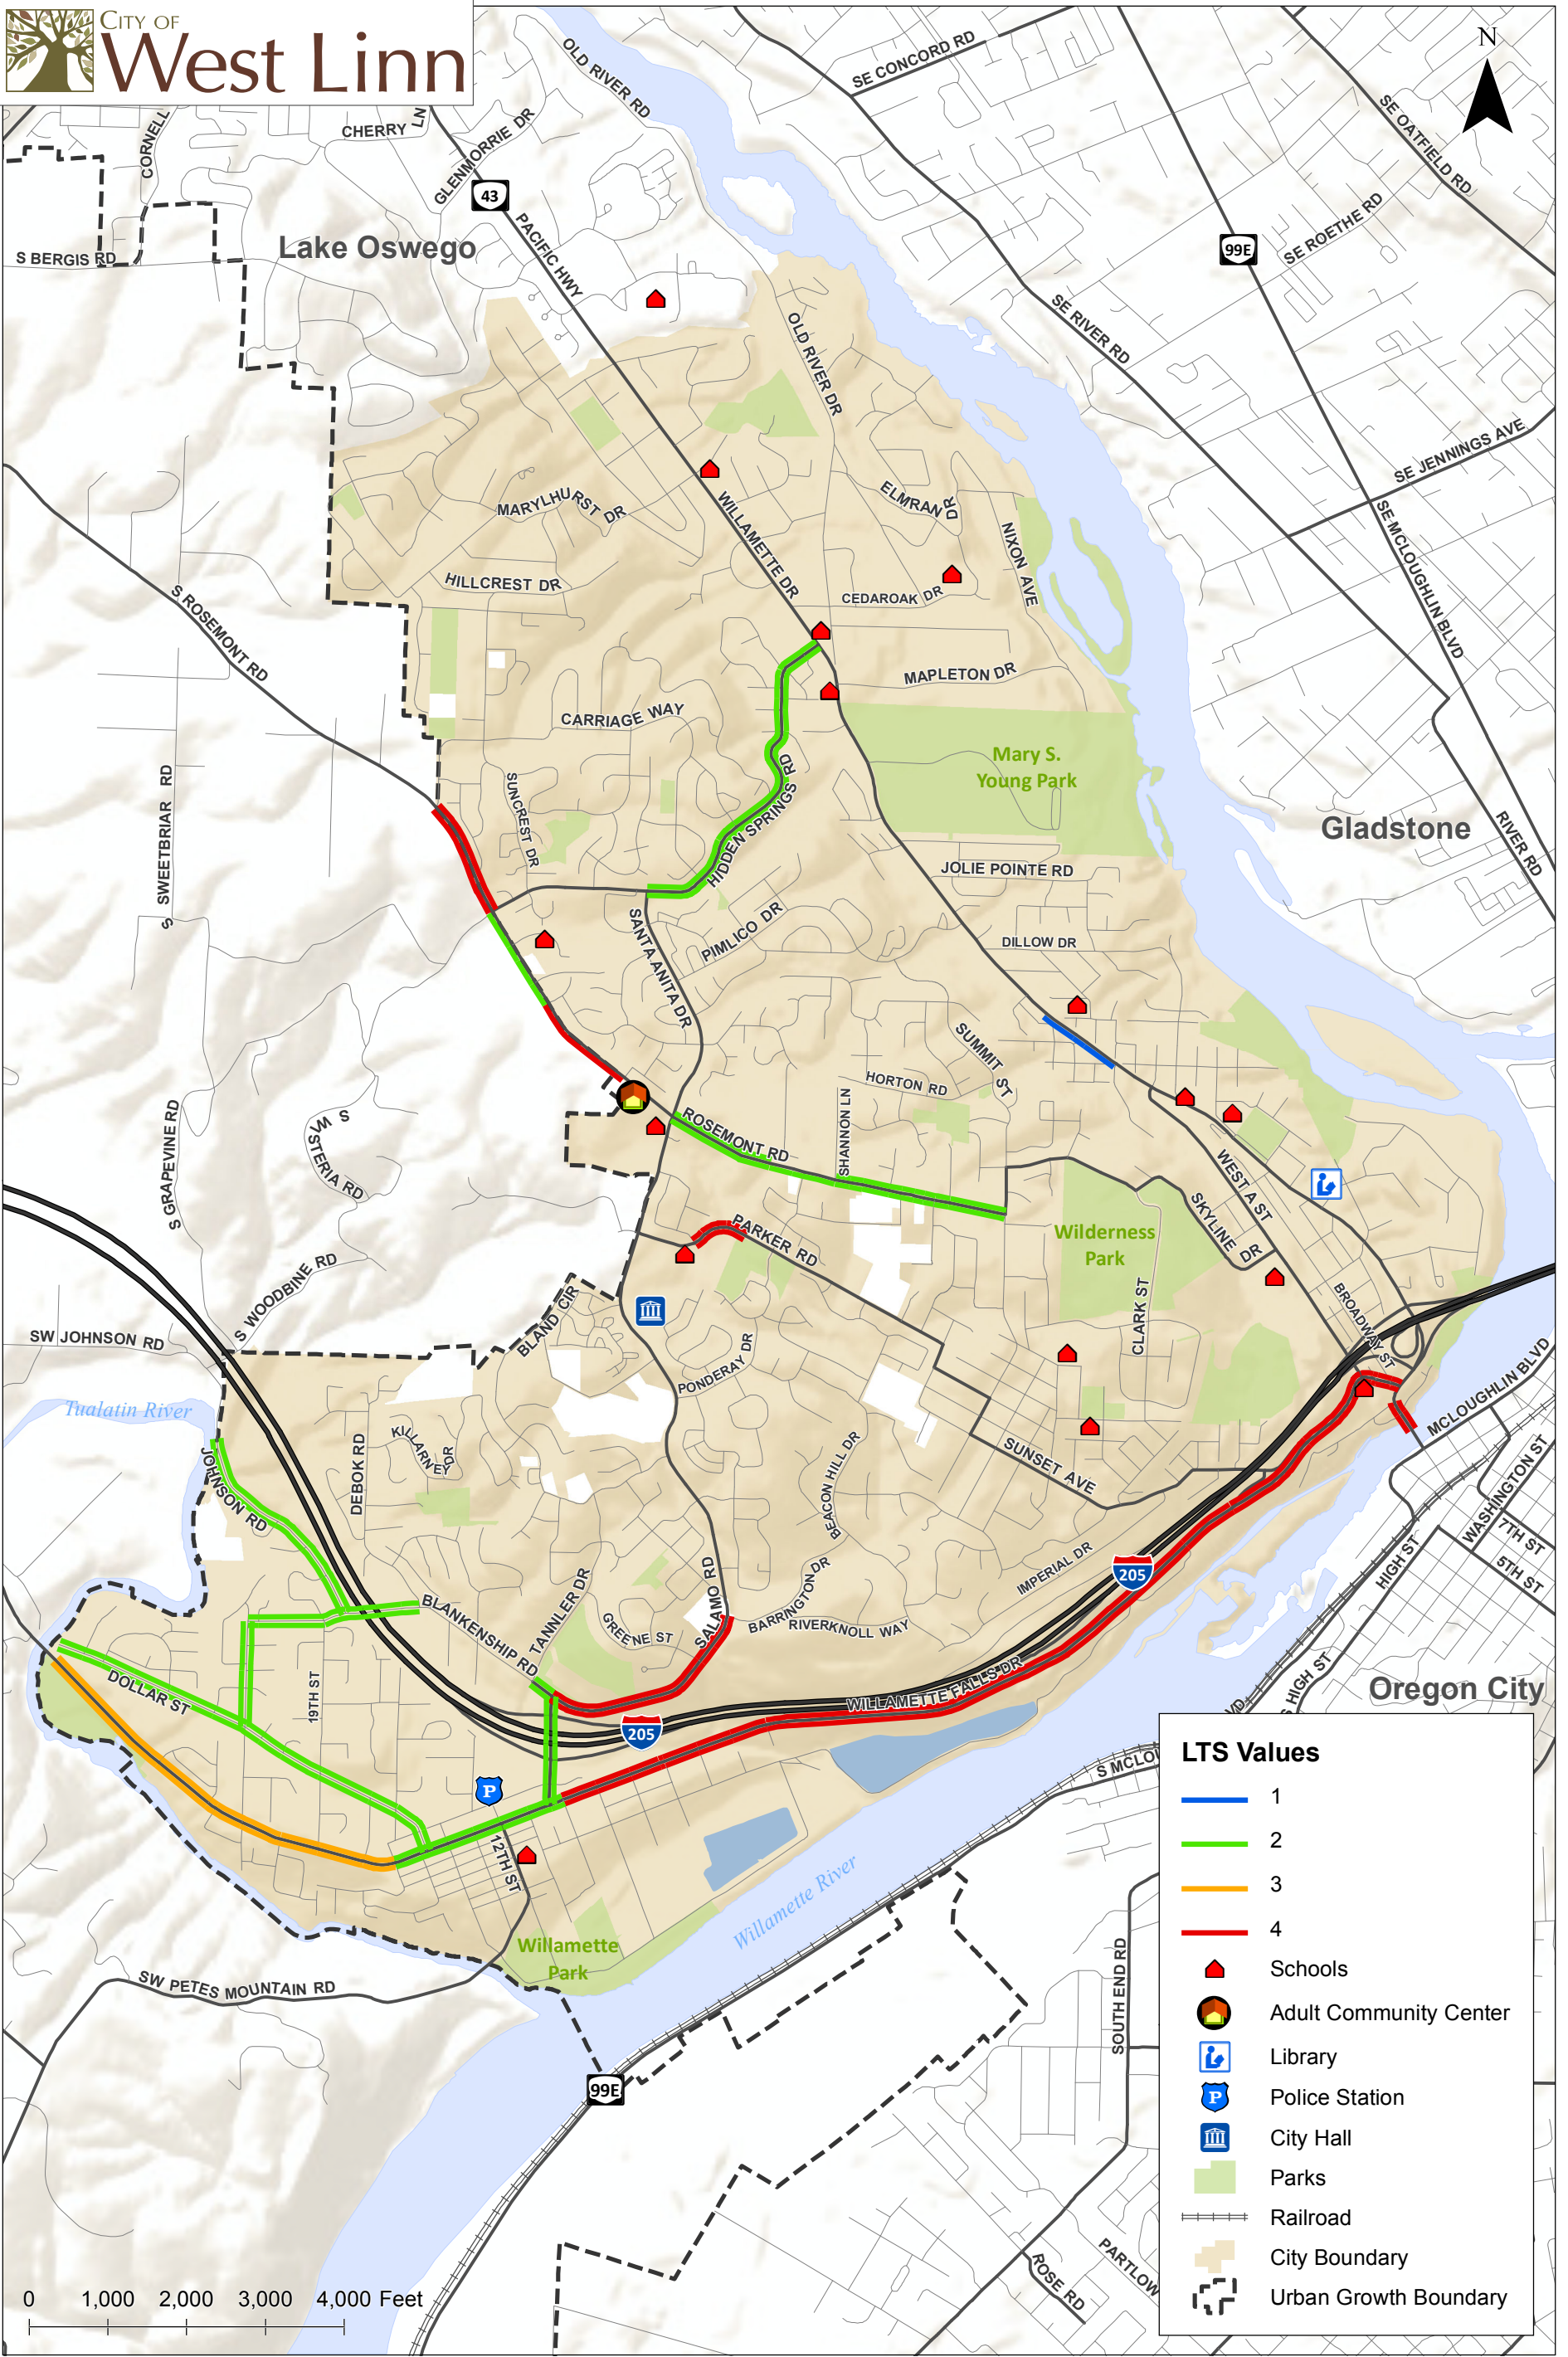 CITY OF
West Linn
N
OLD RIVER RD
SE CONCORD RD
SE OATFIELD RD
CORNELL
CHERRY LN
GLENMORRIE DR
43
PACIFIC HWY
Lake Oswego
S BERGIS RD
99E
SE ROETHE RD
SE RIVER RD
OLD RIVER DR
SE JENNINGS AVE
SE MCLOUGHLIN BLVD
MARYLHURST DR
WILLAMETTE DR
ELMRAN DR
NIXON AVE
HILLCREST DR
CEDAROAK DR
S ROSEMONT RD
MAPLETON DR
CARRIAGE WAY
Mary S.
Young Park
HIDDEN SPRINGS RD
SUNCREST DR
S SWEETBRIAR RD
Gladstone
RIVER RD
JOLIE POINTE RD
SANTA ANITA DR
PIMLICO DR
DILLOW DR
SUMMIT ST
HORTON RD
SHANNON LN
ROSEMONT RD
S GRAPEVINE RD
S WISTERIA RD
WEST A ST
SKYLINE DR
PARKER RD
Wilderness
Park
CLARK ST
BROADWAY ST
S WOODBINE RD
SW JOHNSON RD
BLAND CIR
PONDERAY DR
MCLOUGHLIN BLVD
Tualatin River
JOHNSON RD
DEBOK RD
KILLARNEY DR
BEACON HILL DR
SUNSET AVE
WASHINGTON ST
7TH ST
5TH ST
HIGH ST
IMPERIAL DR
205
BLANKENSHIP RD
TANNLER DR
GREENE ST
SALAMO RD
BARRINGTON DR
RIVERKNOLL WAY
DOLLAR ST
19TH ST
WILLAMETTE FALLS DR
205
S HIGH ST
Oregon City
VD
S MCLOU
P
12TH ST
Willamette River
Willamette
Park
SW PETES MOUNTAIN RD
99E
SOUTH END RD
ROSE RD
PARTLOW
LTS Values
1
2
3
4
Schools
Adult Community Center
Library
P
Police Station
City Hall
Parks
Railroad
City Boundary
Urban Growth Boundary
0 1,000 2,000 3,000 4,000 Feet